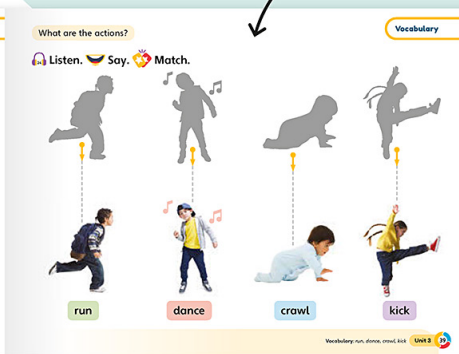 What are the actions?
Vocabulary
Listen. Say. Match.
run
dance
crawl
kick
Vocabulary: run, dance, crawl, kick Unit 3 39